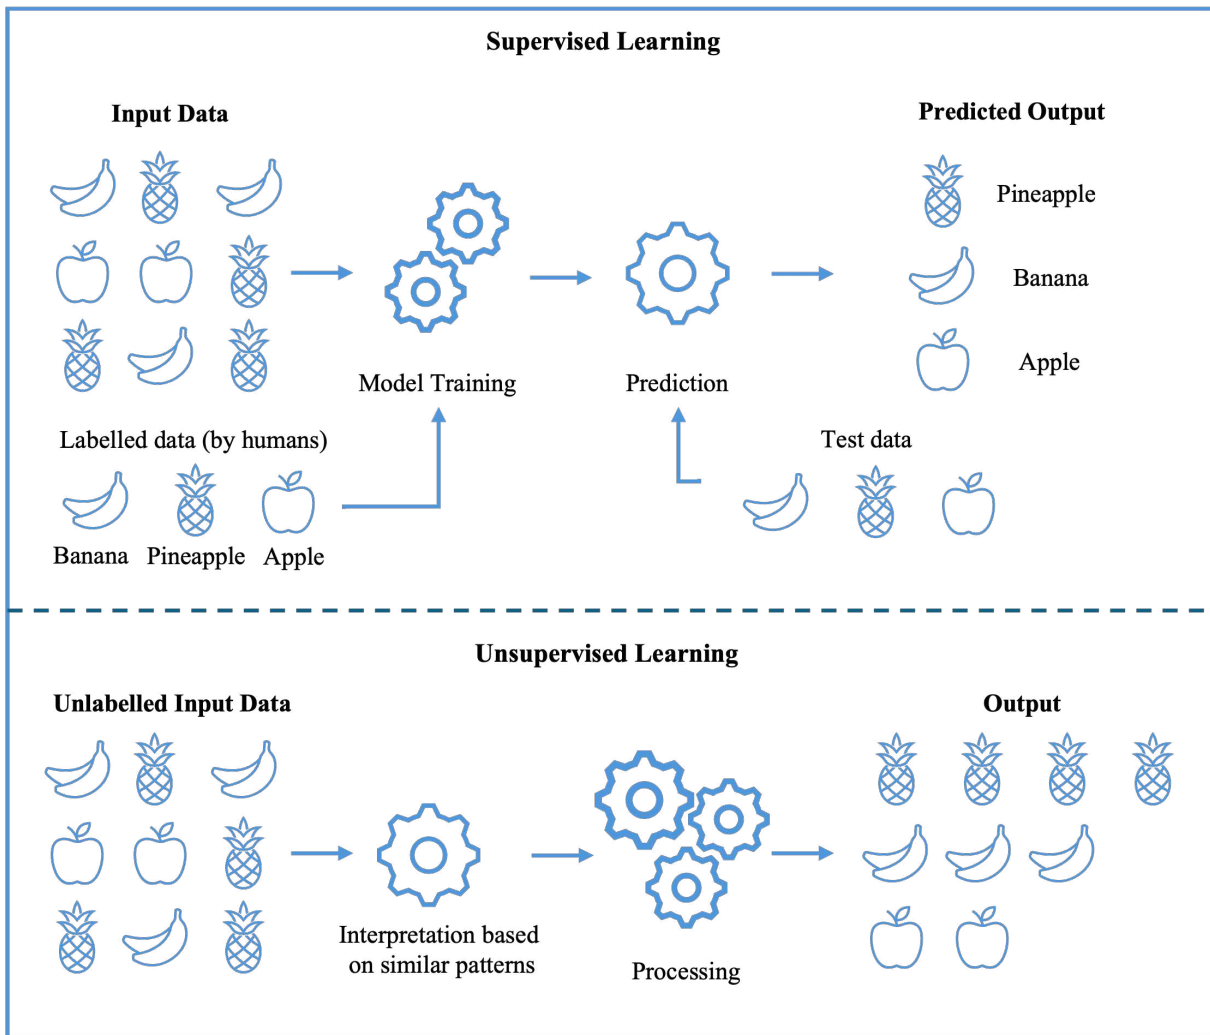 Supervised Learning
Input Data
Predicted Output
Pineapple
Banana
Apple
Model Training
Prediction
Labelled data (by humans)
Test data
Banana Pineapple Apple
Unsupervised Learning
Unlabelled Input Data
Output
Interpretation based
on similar patterns
Processing